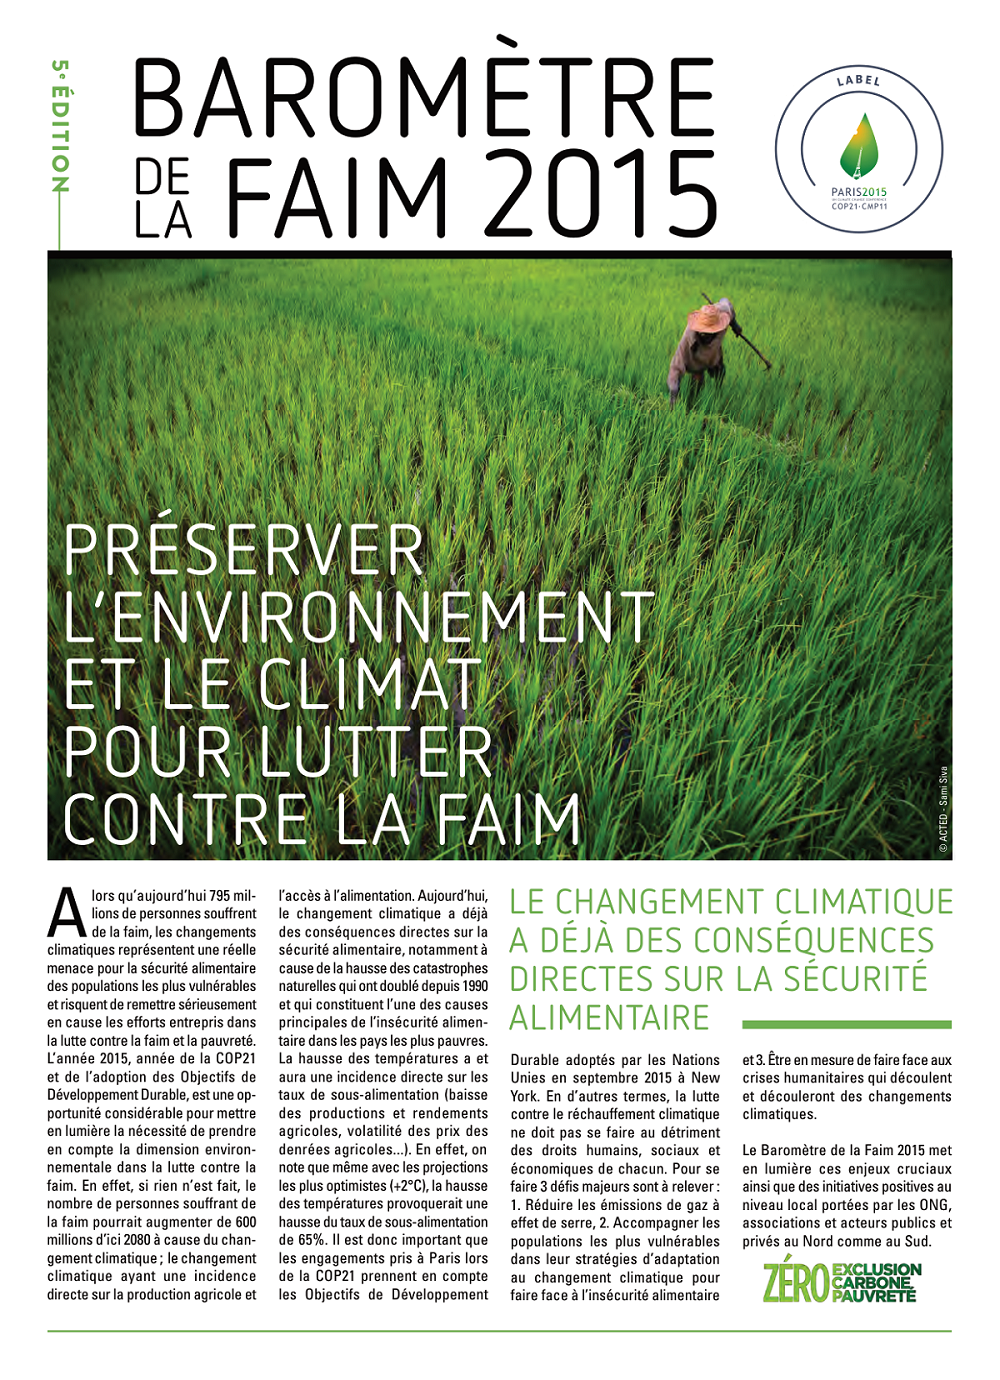 5e ÉDITION
BAROMÈTRE
DE LA FAIM 2015
LABEL
PARIS2015
UN CLIMATE CHANGE CONFERENCE
COP21·CMP11
PRÉSERVER
L'ENVIRONNEMENT
ET LE CLIMAT
POUR LUTTER
CONTRE LA FAIM
© ACTED - Sami Siva
Alors qu'aujourd'hui 795 mil-
lions de personnes souffrent
de la faim, les changements
climatiques représentent une réelle
menace pour la sécurité alimentaire
des populations les plus vulnérables
et risquent de remettre sérieusement
en cause les efforts entrepris dans
la lutte contre la faim et la pauvreté.
L'année 2015, année de la COP21
et de l'adoption des Objectifs de
Développement Durable, est une op-
portunité considérable pour mettre
en lumière la nécessité de prendre
en compte la dimension environ-
nementale dans la lutte contre la
faim. En effet, si rien n'est fait, le
nombre de personnes souffrant de
la faim pourrait augmenter de 600
millions d'ici 2080 à cause du chan-
gement climatique ; le changement
climatique ayant une incidence
directe sur la production agricole et
l'accès à l'alimentation. Aujourd'hui,
le changement climatique a déjà
des conséquences directes sur la
sécurité alimentaire, notamment à
cause de la hausse des catastrophes
naturelles qui ont doublé depuis 1990
et qui constituent l'une des causes
principales de l'insécurité alimen-
taire dans les pays les plus pauvres.
La hausse des températures a et
aura une incidence directe sur les
taux de sous-alimentation (baisse
des productions et rendements
agricoles, volatilité des prix des
denrées agricoles...). En effet, on
note que même avec les projections
les plus optimistes (+2°C), la hausse
des températures provoquerait une
hausse du taux de sous-alimentation
de 65%. Il est donc important que
les engagements pris à Paris lors
de la COP21 prennent en compte
les Objectifs de Développement
LE CHANGEMENT CLIMATIQUE
A DÉJÀ DES CONSÉQUENCES
DIRECTES SUR LA SÉCURITÉ
ALIMENTAIRE
Durable adoptés par les Nations
Unies en septembre 2015 à New
York. En d'autres termes, la lutte
contre le réchauffement climatique
ne doit pas se faire au détriment
des droits humains, sociaux et
économiques de chacun. Pour se
faire 3 défis majeurs sont à relever :
1. Réduire les émissions de gaz à
effet de serre, 2. Accompagner les
populations les plus vulnérables
dans leur stratégies d'adaptation
au changement climatique pour
faire face à l'insécurité alimentaire
et 3. Être en mesure de faire face aux
crises humanitaires qui découlent
et découleront des changements
climatiques.
Le Baromètre de la Faim 2015 met
en lumière ces enjeux cruciaux
ainsi que des initiatives positives au
niveau local portées par les ONG,
associations et acteurs publics et
privés au Nord comme au Sud.
ZÉRO EXCLUSION
CARBONE
PAUVRETÉ